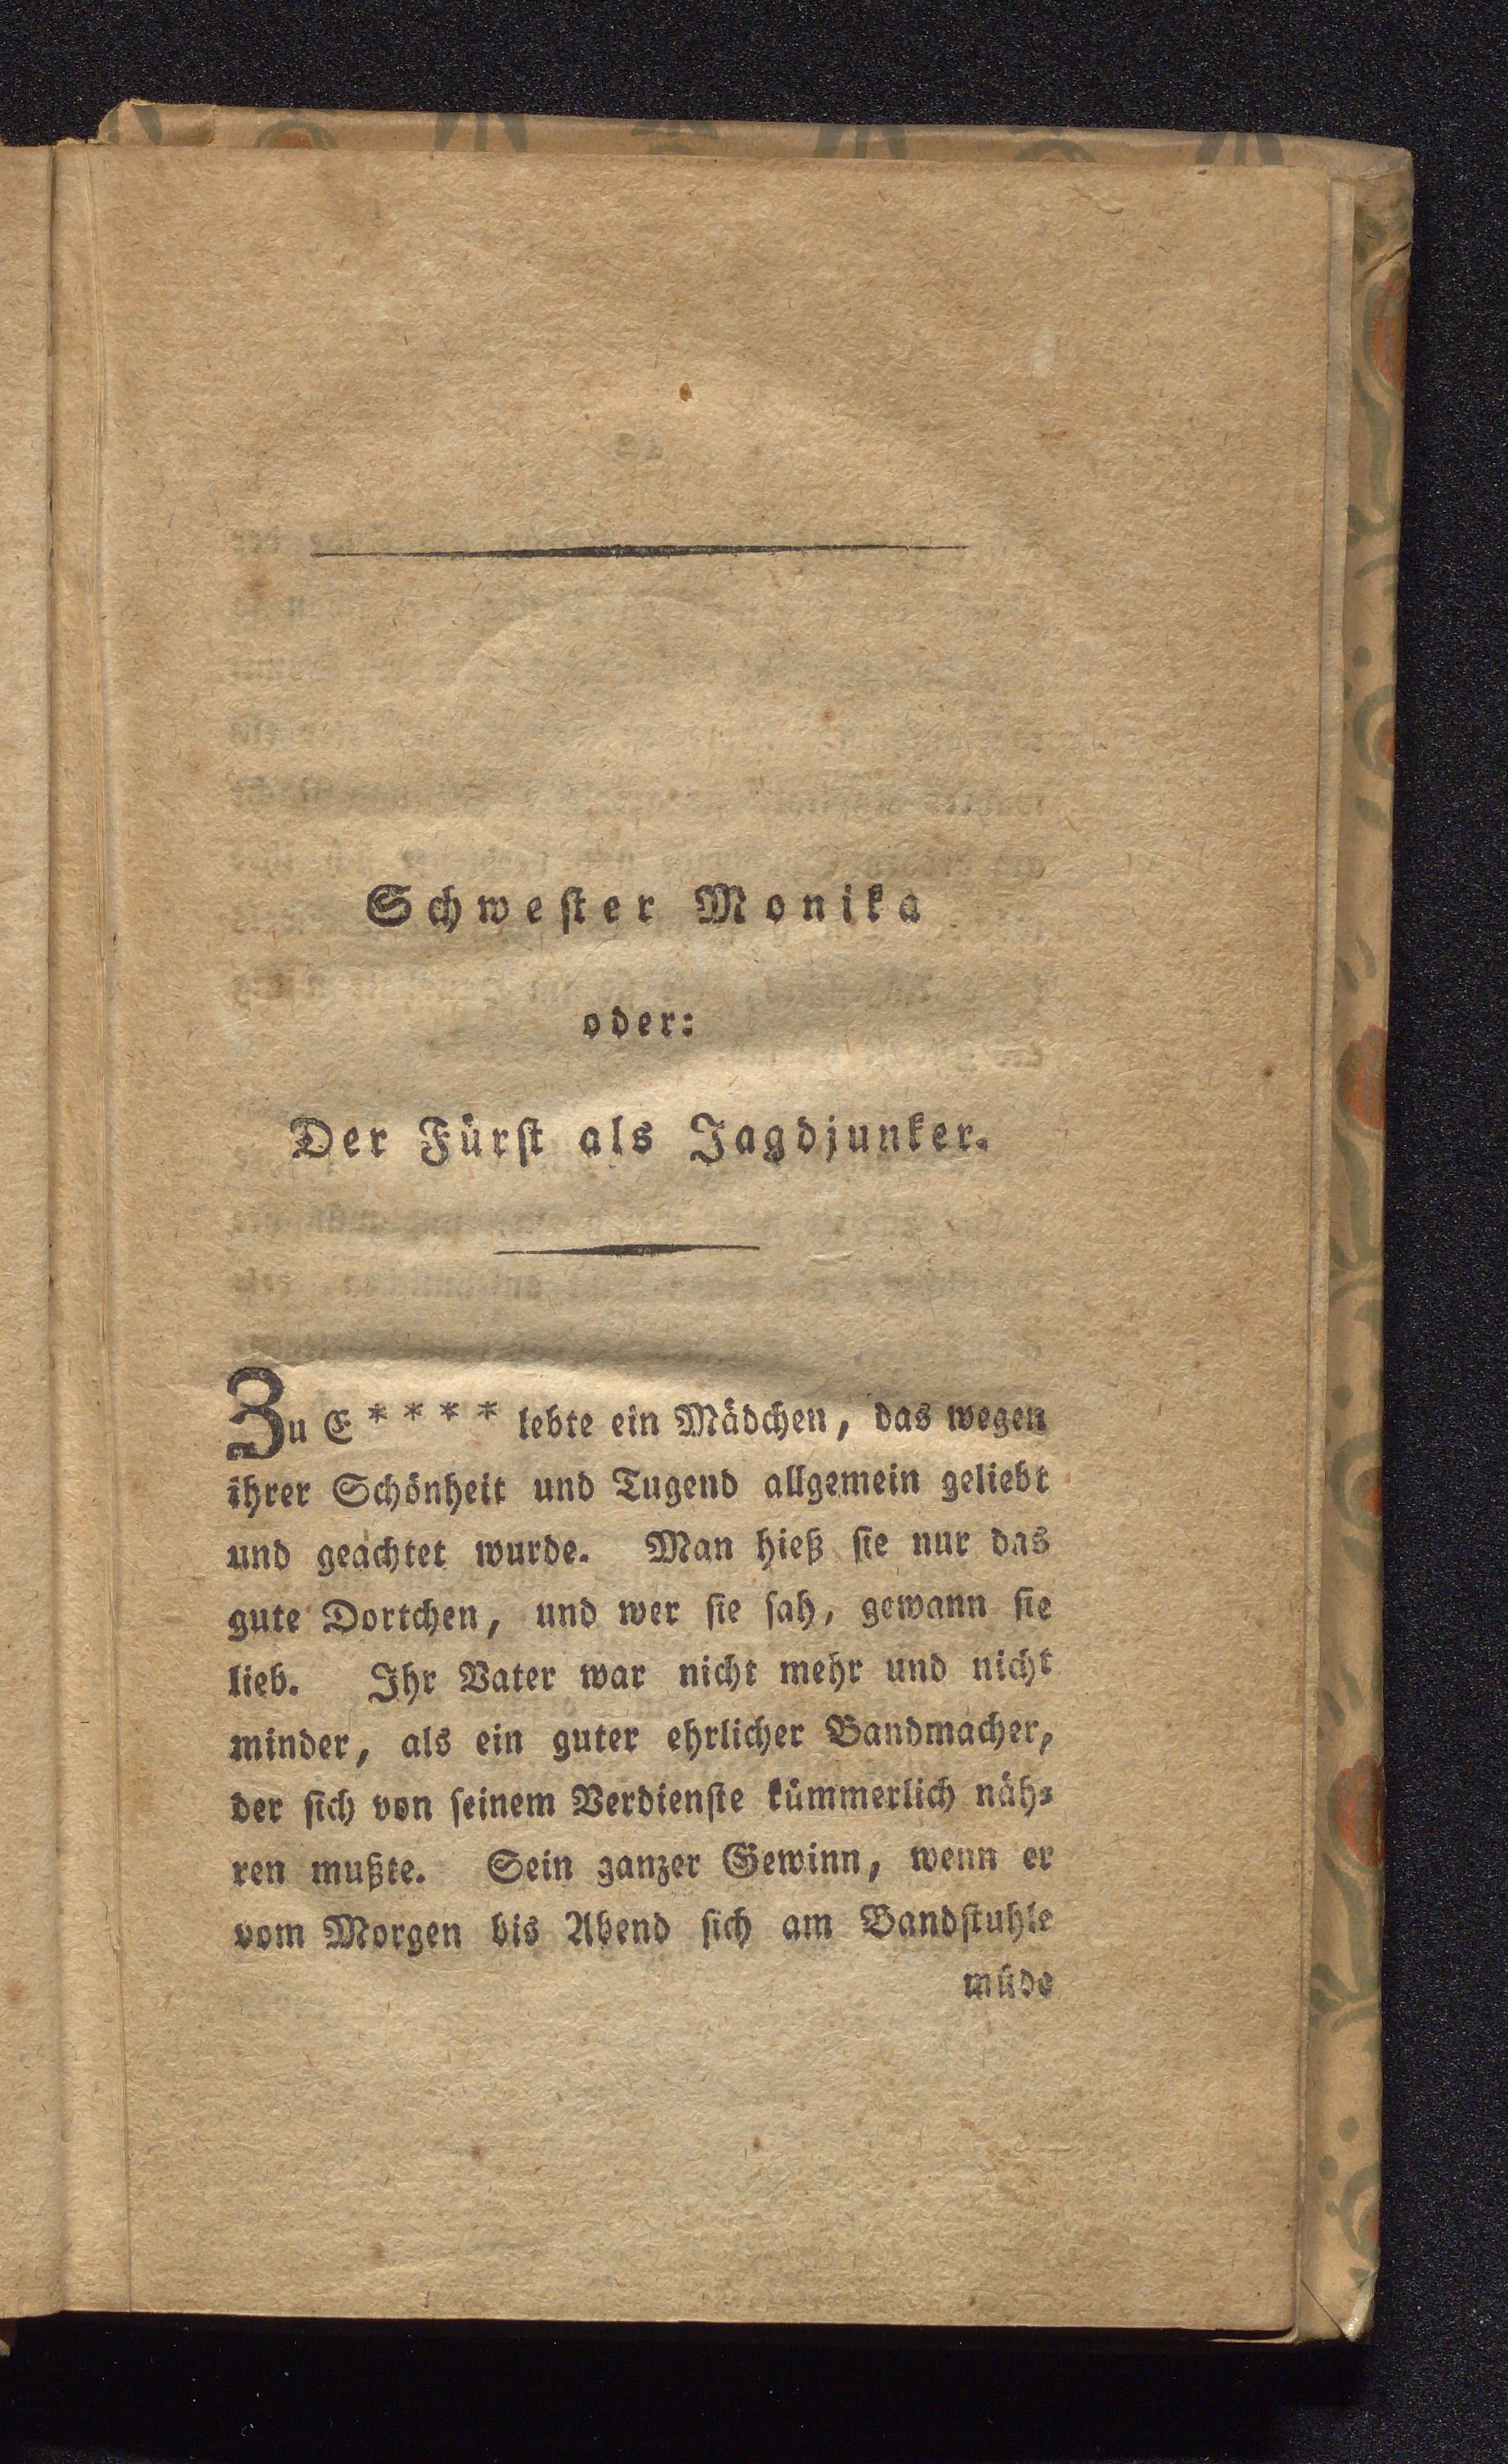 Schweſter Monika
oder:
Der Fürſt als Jagdjunker.
Zu E * * * * lebte ein Mädchen, das wegen
ihrer Schönheit und Tugend allgemein geliebt
und geachtet wurde. Man hieß ſie nur das
gute Dortchen, und wer ſie ſah, gewann ſie
lieb. Ihr Vater war nicht mehr und nicht
minder, als ein guter ehrlicher Bandmacher,
der ſich von ſeinem Verdienſte kümmerlich näh⸗
ren mußte. Sein ganzer Gewinn, wenn er
vom Morgen bis Abend ſich am Bandſtuhle
müde